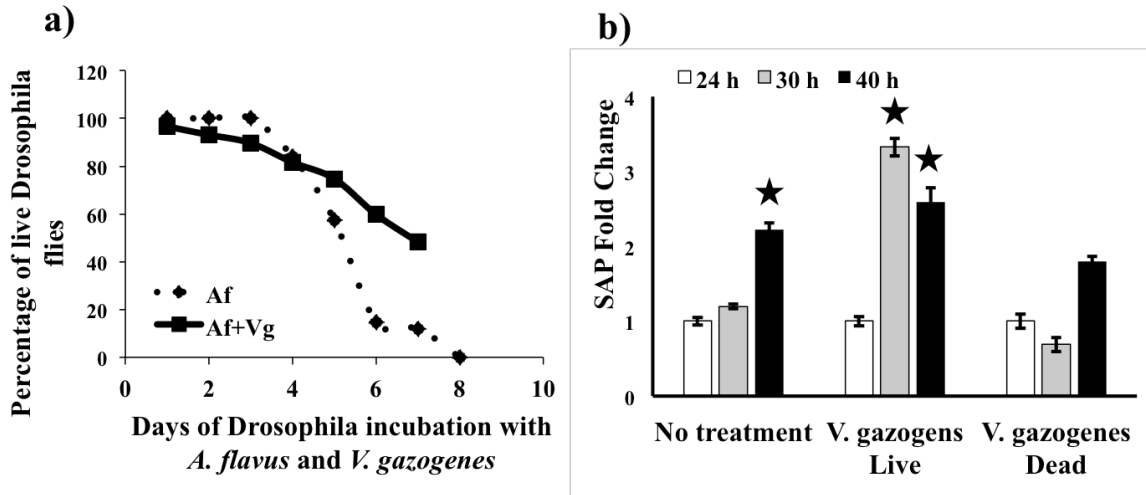 a)
Percentage of live Drosophila
flies
120
100
80
60
40
20
0
Af
Af+Vg
0 2 4 6 8 10
Days of Drosophila incubation with
A. flavus and V. gazogenes
b)
24 h 30 h 40 h
SAP Fold Change
4
3
2
1
0
No treatment V. gazogens V. gazogenes
Live Dead